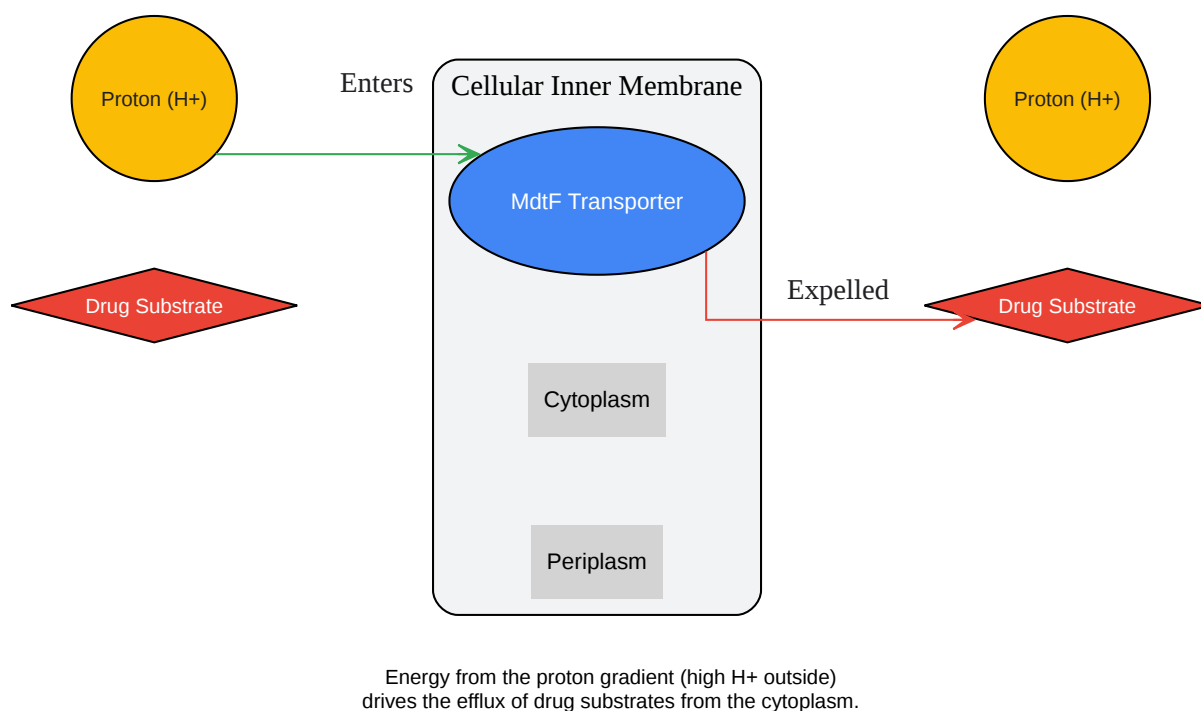 Enters
Cellular Inner Membrane
Proton (H+)
Proton (H+)
MdtF Transporter
Drug Substrate
Expelled
Drug Substrate
Cytoplasm
Periplasm
Energy from the proton gradient (high H+ outside)
drives the efflux of drug substrates from the cytoplasm.